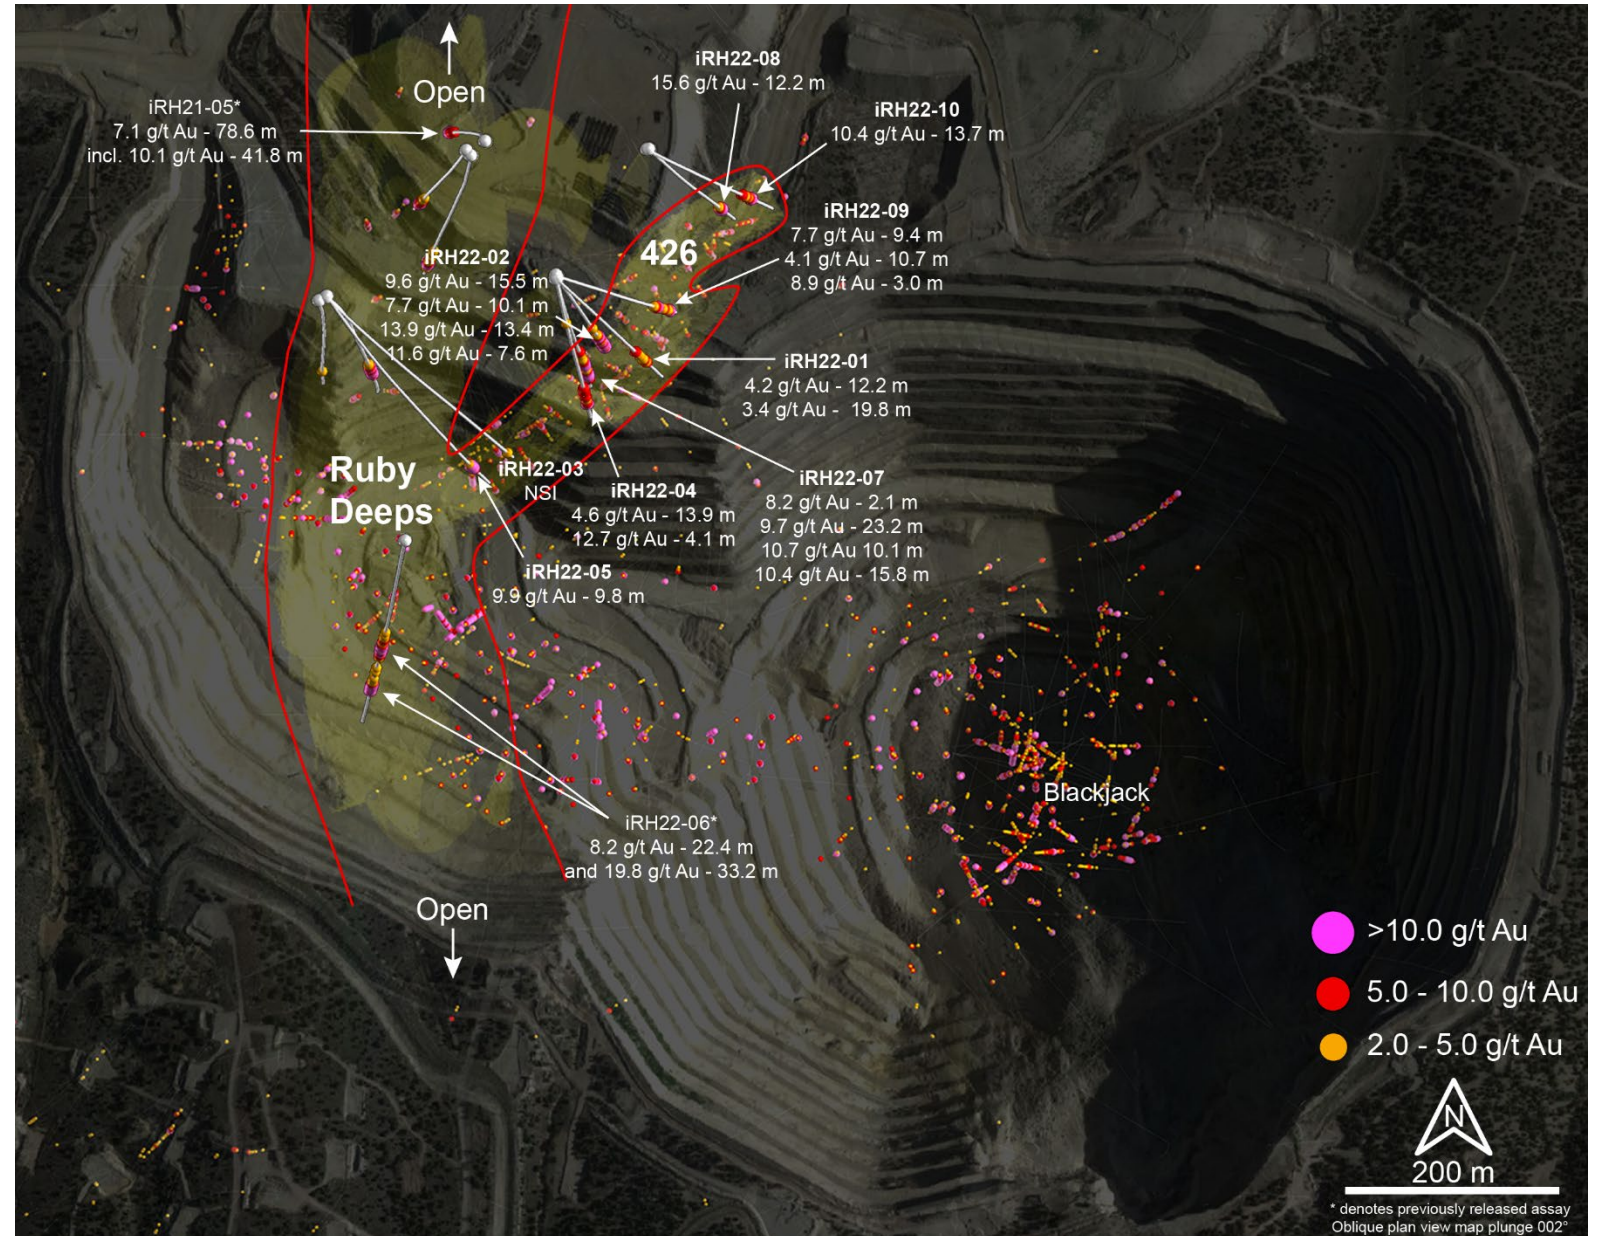 Open
iRH21-05*
7.1 g/t Au - 78.6 m
incl. 10.1 g/t Au - 41.8 m
iRH22-08
15.6 g/t Au - 12.2 m
iRH22-10
10.4 g/t Au - 13.7 m
iRH22-09
7.7 g/t Au - 9.4 m
4.1 g/t Au - 10.7 m
8.9 g/t Au - 3.0 m
426
iRH22-02
9.6 g/t Au - 15.5 m
7.7 g/t Au - 10.1 m
13.9 g/t Au - 13.4 m
11.6 g/t Au - 7.6 m
iRH22-01
4.2 g/t Au - 12.2 m
3.4 g/t Au - 19.8 m
Ruby
Deeps
iRH22-03
NSI
iRH22-04
4.6 g/t Au - 13.9 m
12.7 g/t Au - 4.1 m
iRH22-07
8.2 g/t Au - 2.1 m
9.7 g/t Au - 23.2 m
10.7 g/t Au 10.1 m
10.4 g/t Au - 15.8 m
iRH22-05
9.9 g/t Au - 9.8 m
Blackjack
iRH22-06*
8.2 g/t Au - 22.4 m
and 19.8 g/t Au - 33.2 m
Open
>10.0 g/t Au
5.0 - 10.0 g/t Au
2.0 - 5.0 g/t Au
N
200 m
* denotes previously released assay
Oblique plan view map plunge 002°